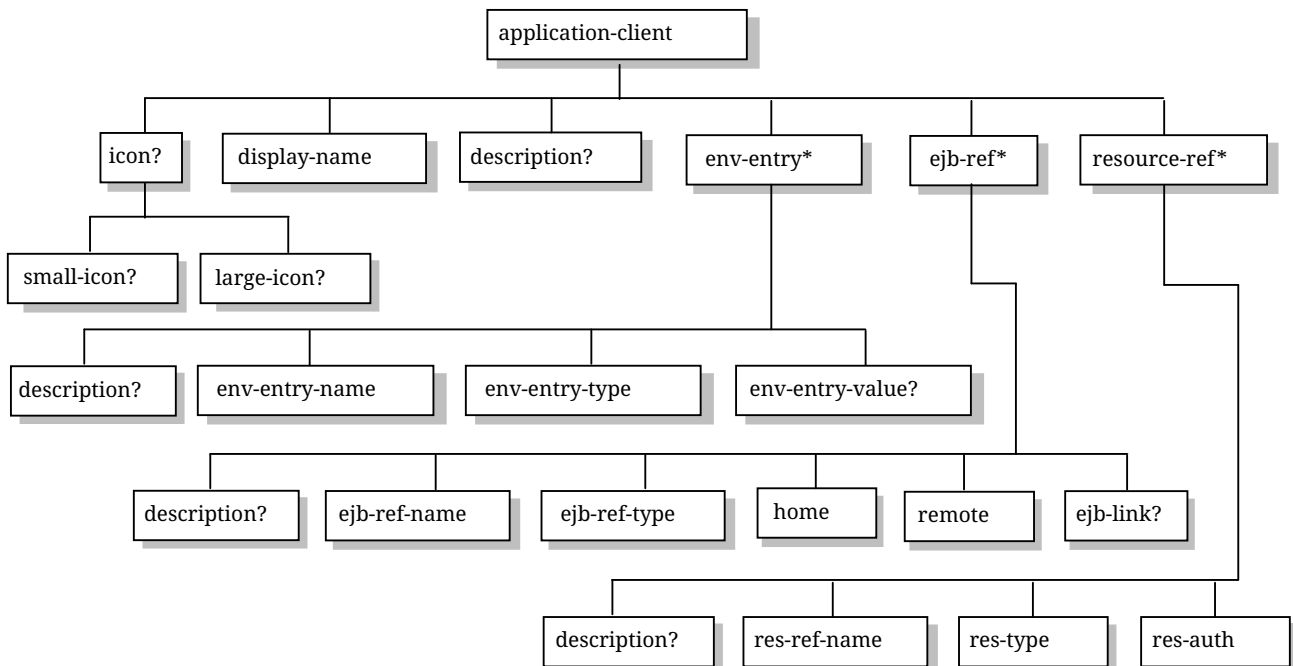 application-client
icon?
display-name
description?
env-entry*
ejb-ref*
resource-ref*
small-icon?
large-icon?
description?
env-entry-name
env-entry-type
env-entry-value?
description?
ejb-ref-name
ejb-ref-type
home
remote
ejb-link?
description?
res-ref-name
res-type
res-auth